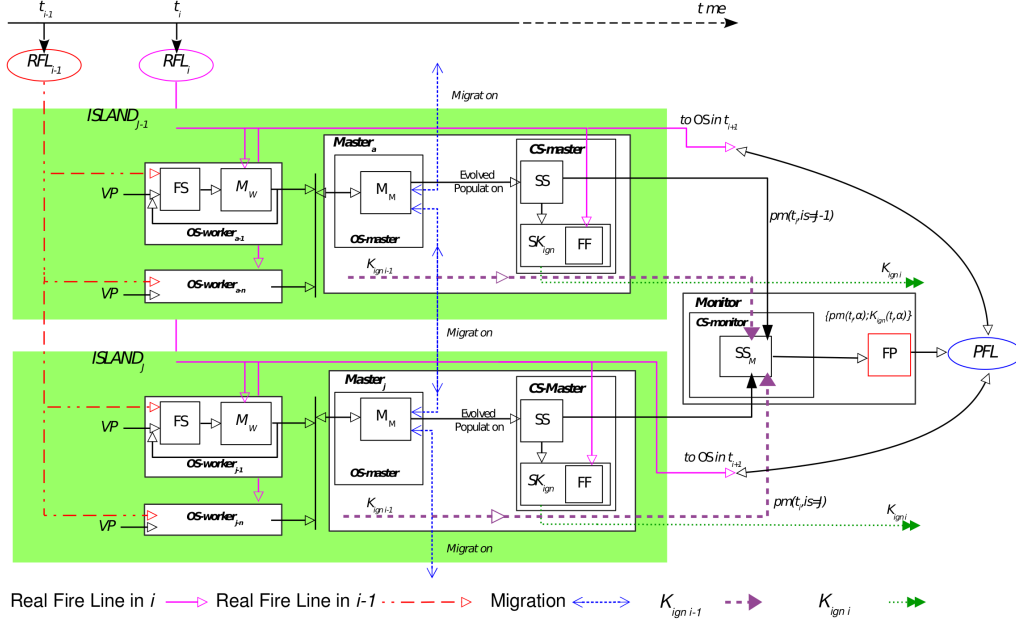 t i-1
t i
t me
RFL i-1
RFL i
Migrat on
ISLAND J-1
to OS in t i+1
Master a
CS-master
FS
M W
VP
M M
Evolved
Populat on
SS
OS-worker a-1
OS-master
SK ign
FF
pm(t i ,is=J-1)
K ign i-1
K ign i
OS-worker a-n
VP
Monitor
CS-monitor
{pm(t i ,α);K ign (t i ,α)}
Migrat on
SS M
FP
PFL
ISLAND J
Master j
CS-Master
FS
M W
VP
M M
Evolved
Populat on
SS
OS-worker j-1
OS-master
SK ign
FF
to OS in t i+1
K ign i-1
pm(t i ,is=J)
K ign i
OS-worker j-n
VP
Migrat on
Real Fire Line in i
Real Fire Line in i-1
Migration
K ign i-1
K ign i